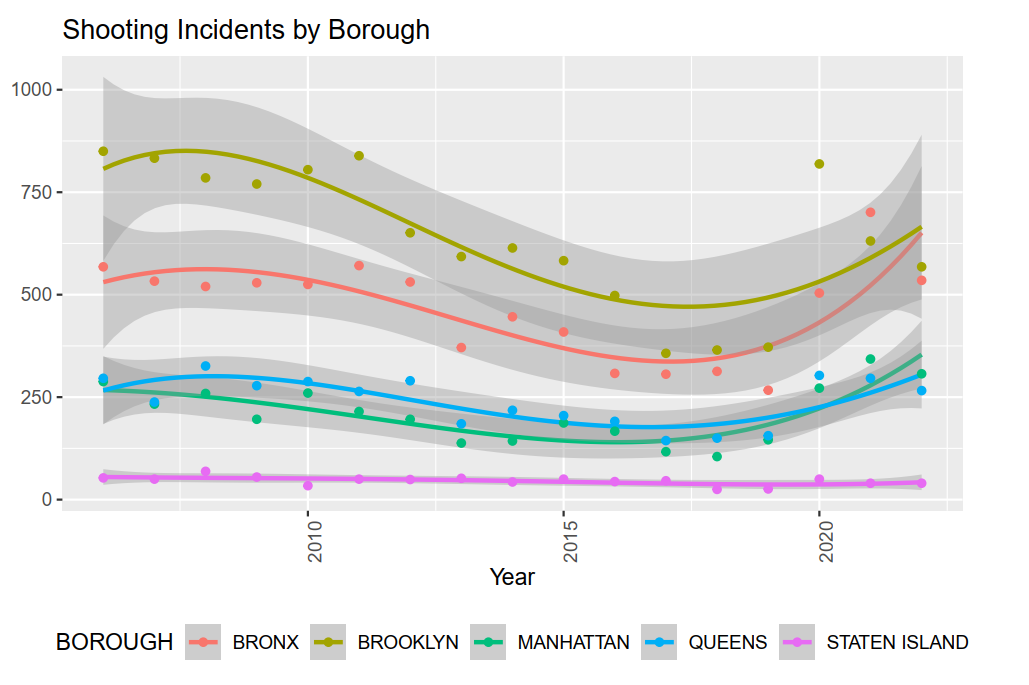 Shooting Incidents by Borough
1000
750
500
250
0
2010
2015
2020
Year
BOROUGH BRONX BROOKLYN MANHATTAN QUEENS STATEN ISLAND